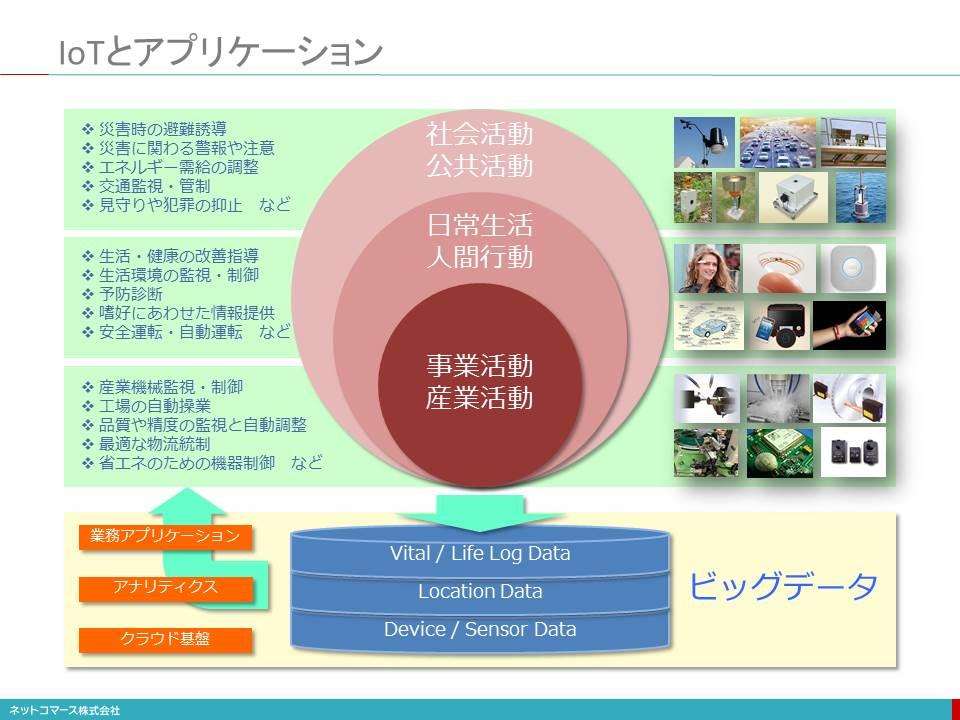 IoTとアプリケーション
❖ 災害時の避難誘導
❖ 災害に関わる警報や注意
❖ エネルギー需給の調整
❖ 交通監視・管制
❖ 見守りや犯罪の抑止　など
社会活動
公共活動
❖ 生活・健康の改善指導
❖ 生活環境の監視・制御
❖ 予防診断
❖ 嗜好にあわせた情報提供
❖ 安全運転・自動運転　など
日常生活
人間行動
❖ 産業機械監視・制御
❖ 工場の自動操業
❖ 品質や精度の監視と自動調整
❖ 最適な物流統制
❖ 省エネのための機器制御　など
事業活動
産業活動
業務アプリケーション
アナリティクス
クラウド基盤
Vital / Life Log Data
Location Data
Device / Sensor Data
ビッグデータ
ネットコマース株式会社